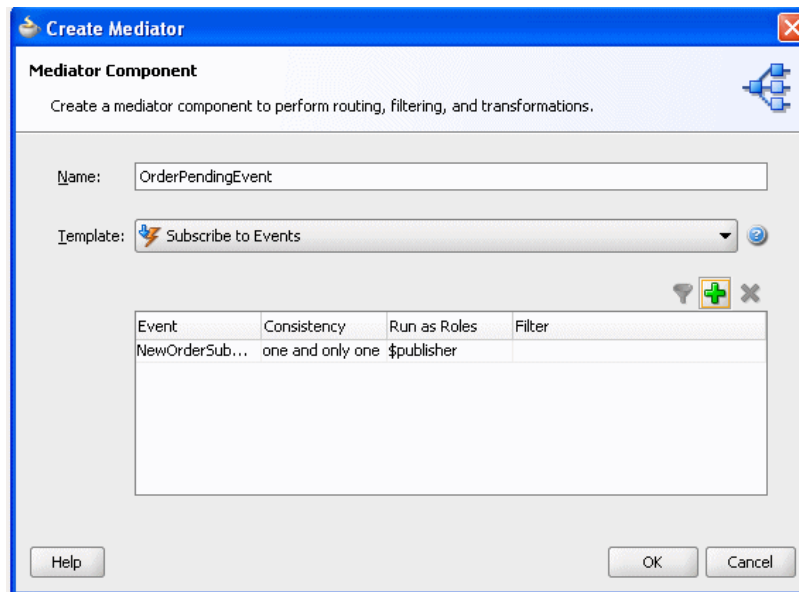 Create Mediator
Mediator Component
Create a mediator component to perform routing, filtering, and transformations.
Name: OrderPendingEvent
Template: Subscribe to Events
Event Consistency Run as Roles Filter
NewOrderSub... one and only one $publisher
Help OK Cancel